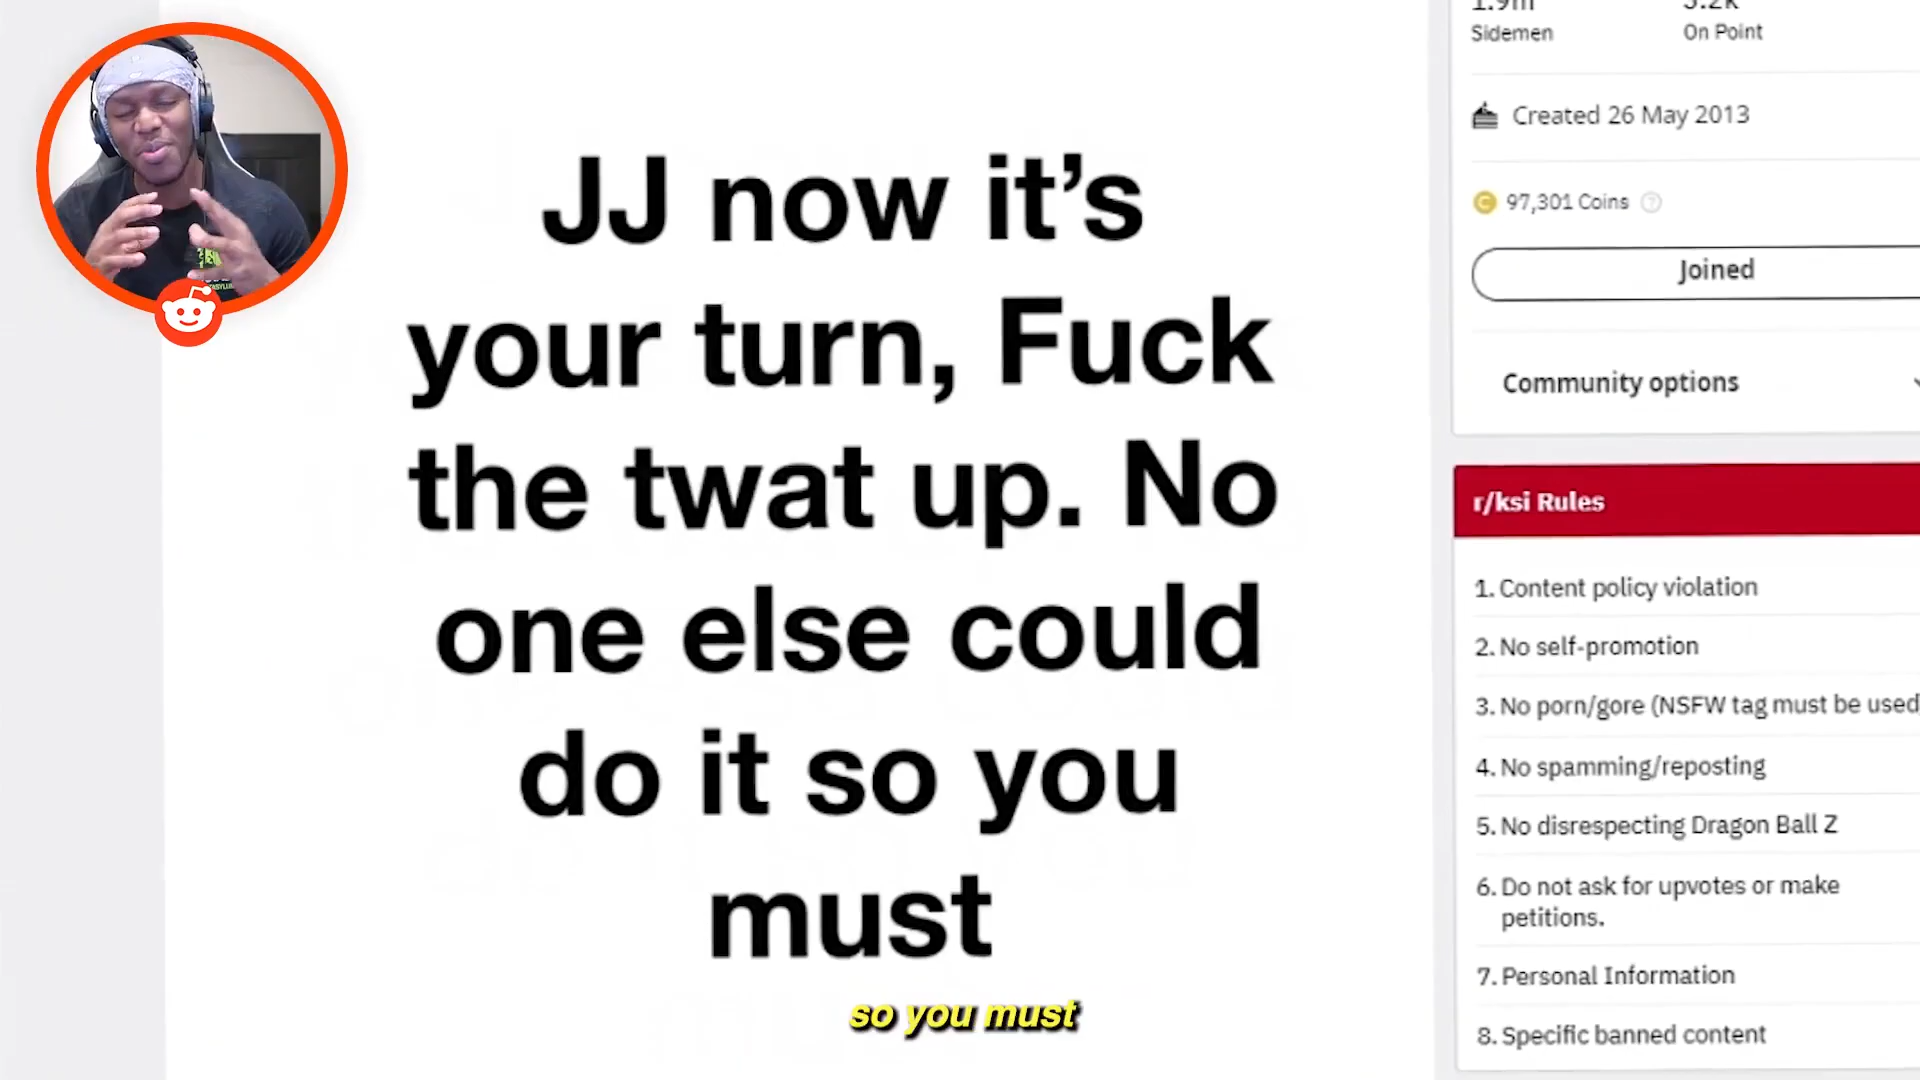 JJ now it's
your turn, Fuck
the twat up. No
one else could
do it so you
must
so you must
Sidemen
On Point
Created 26 May 2013
97,301 Coins
Joined
Community options
r/ksi Rules
1. Content policy violation
2. No self-promotion
3. No porn/gore (NSFW tag must be used
4. No spamming/reposting
5. No disrespecting Dragon Ball Z
6. Do not ask for upvotes or make
petitions.
7. Personal Information
8. Specific banned content